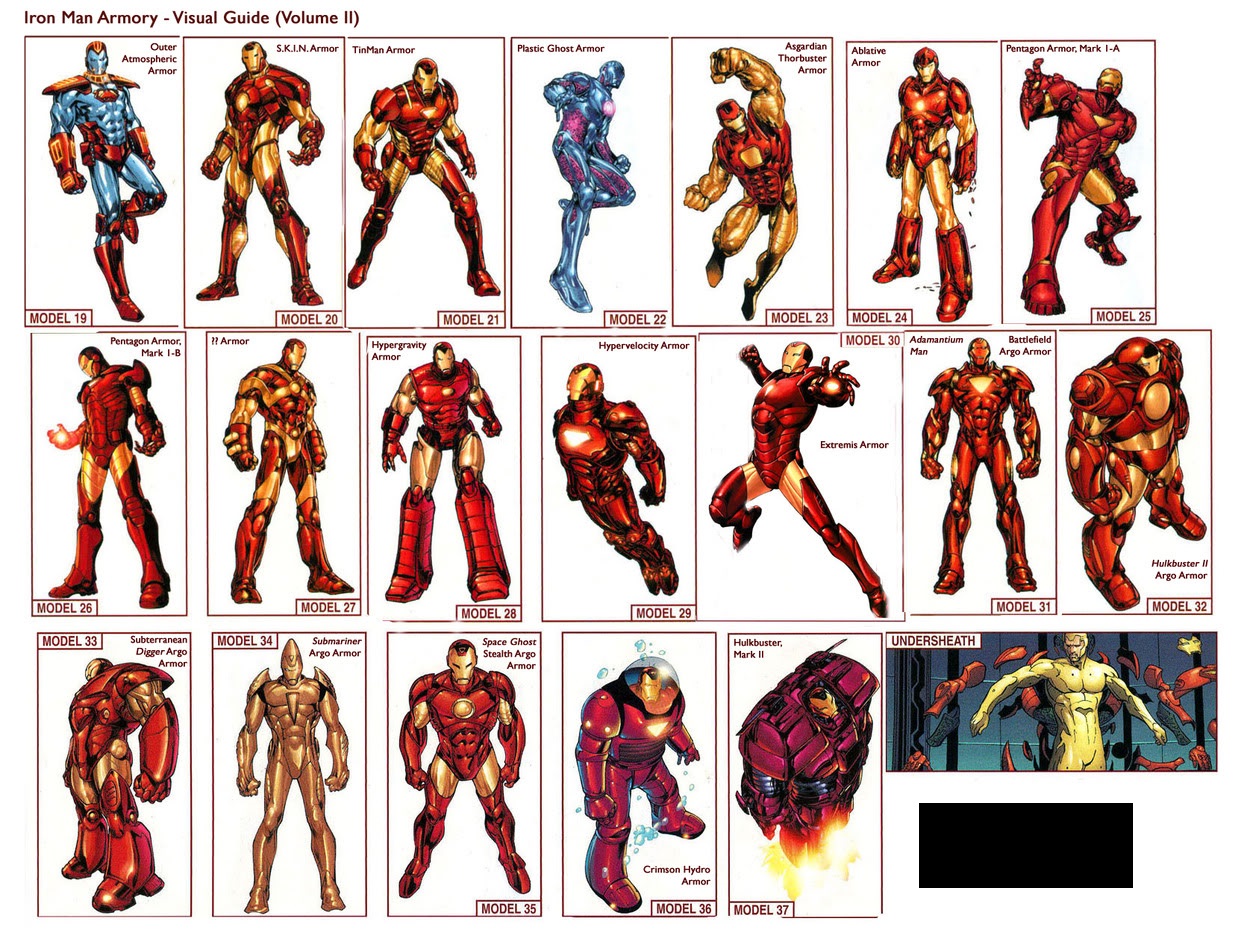 Iron Man Armory - Visual Guide (Volume II)
Outer
Atmospheric
Armor
MODEL 19
S.K.I.N. Armor
MODEL 20
TinMan Armor
MODEL 21
Plastic Ghost Armor
MODEL 22
Asgardian
Thorbuster
Armor
MODEL 23
Ablative
Armor
MODEL 24
Pentagon Armor, Mark 1-A
MODEL 25
Pentagon Armor,
Mark 1-B
MODEL 26
?? Armor
MODEL 27
Hypergravity
Armor
MODEL 28
Hypervelocity Armor
MODEL 29
MODEL 30
Extremis Armor
Adamantium
Man
Battlefield
Argo Armor
MODEL 31
Hulkbuster II
Argo Armor
MODEL 32
MODEL 33
Subterranean
Digger Argo
Armor
MODEL 34
Submariner
Argo Armor
Space Ghost
Stealth Argo
Armor
MODEL 35
Crimson Hydro
Armor
MODEL 36
Hulkbuster,
Mark II
MODEL 37
UNDERSHEATH